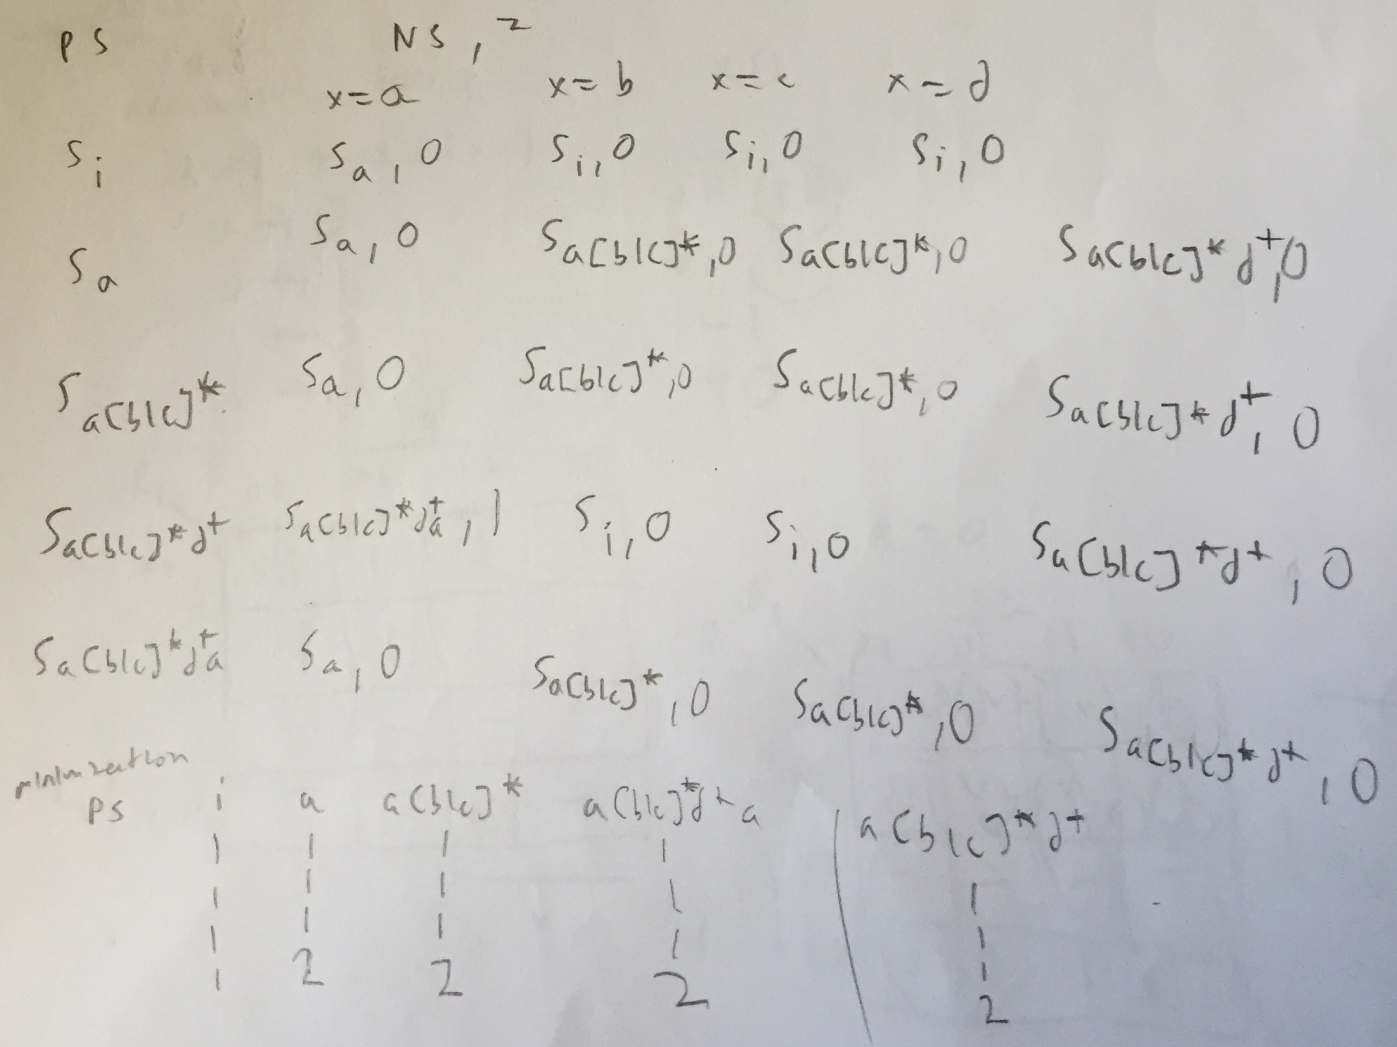 PS NS, z
x=a x=b x=c x=d
Si Sa, 0 Si, 0 Si, 0 Si, 0
Sa Sa, 0 Sa[b|c]*, 0 Sa[b|c]*, 0 Sa[b|c]*d+, 0
Sa[b|c]* Sa, 0 Sa[b|c]*, 0 Sa[b|c]*, 0 Sa[b|c]*d+, 0
Sa[b|c]*d+ Sa[b|c]*d+a, 1 Si, 0 Si, 0 Sa[b|c]*d+, 0
Sa[b|c]*d+a Sa, 0 Sa[b|c]*, 0 Sa[b|c]*, 0 Sa[b|c]*d+, 0
minimization
PS i a a[b|c]* a[b|c]*d+a a[b|c]*d+
1 1 1 1 1
1 1 1 1 1
1 1 1 1 1
1 2 2 2 2